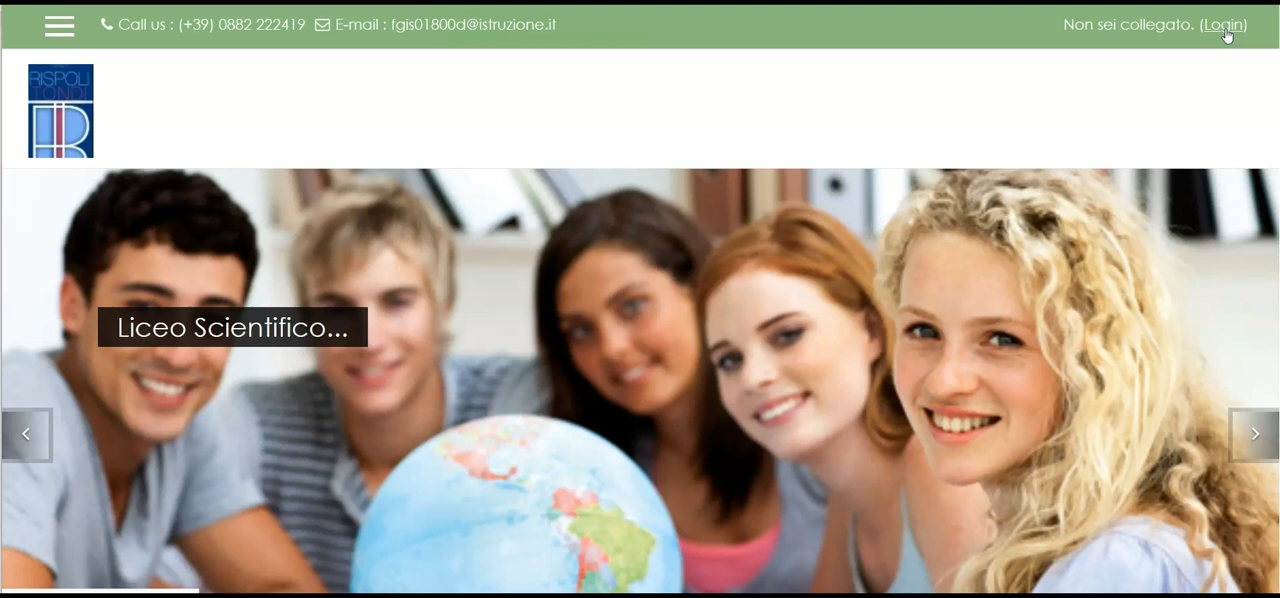 Call us : (+39) 0882 222419 E-mail : fgis01800d@istruzione.it
Non sei collegato. (Login)
RISPOLI
TONDI
Liceo Scientifico...